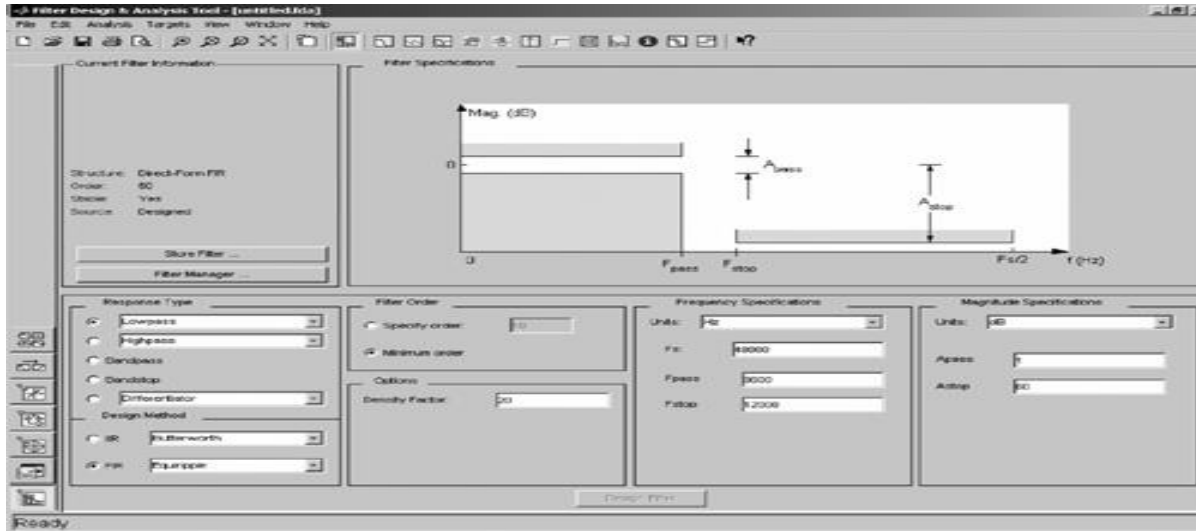 Filter Design & Analysis Tool - [untitled.fda]
File Edit Analysis Targets View Window Help
Current Filter Information
Structure: Direct-Form FIR
Order: 50
Stable: Yes
Source: Designed
Store Filter ...
Filter Manager ...
Filter Specifications
Mag. (dB)
0
Apass
Astop
0
Fpass
Fstop
Fs/2
f (Hz)
Response Type
Lowpass
Highpass
Bandpass
Bandstop
Differentiator
Design Method
IIR Butterworth
FIR Equiripple
Filter Order
Specify order: 10
Minimum order
Options
Density Factor: 20
Frequency Specifications
Units: Hz
Fs: 48000
Fpass: 9600
Fstop: 12000
Magnitude Specifications
Units: dB
Apass: 1
Astop: 80
Design Filter
Ready